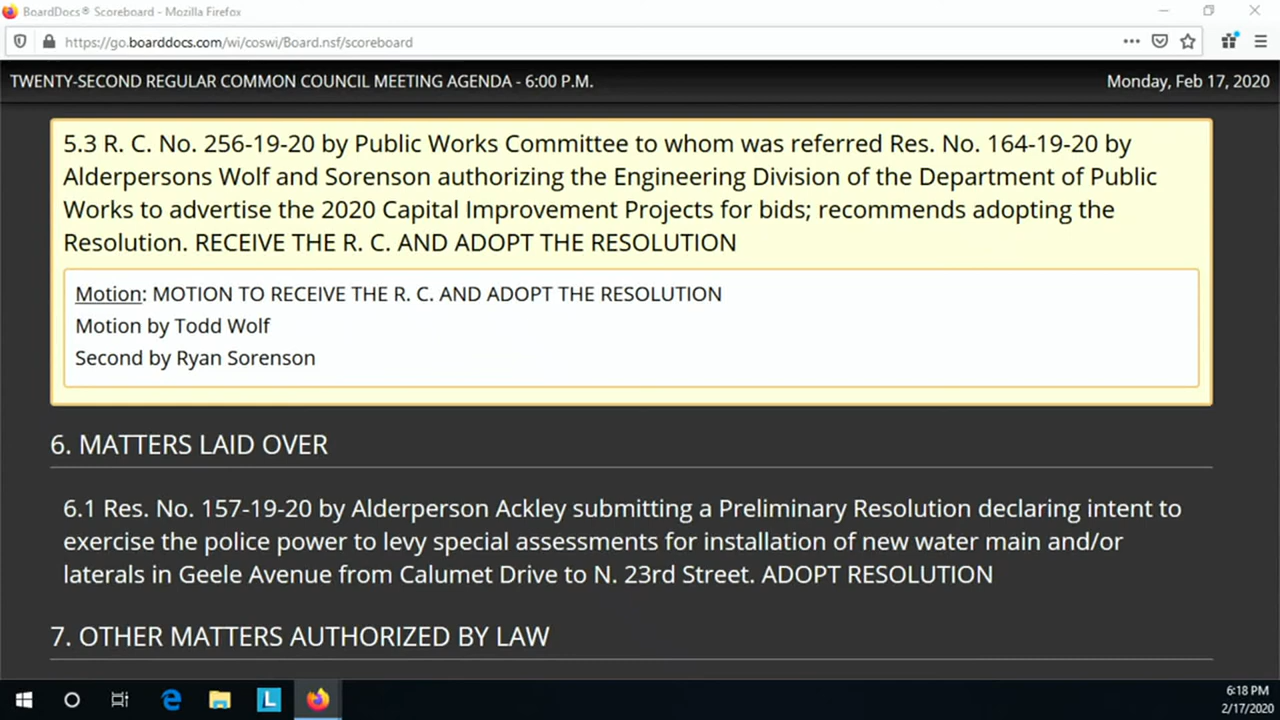 BoardDocs® Scoreboard - Mozilla Firefox
https://go.boarddocs.com/wi/coswi/Board.nsf/scoreboard
TWENTY-SECOND REGULAR COMMON COUNCIL MEETING AGENDA - 6:00 P.M. Monday, Feb 17, 2020
5.3 R. C. No. 256-19-20 by Public Works Committee to whom was referred Res. No. 164-19-20 by
Alderpersons Wolf and Sorenson authorizing the Engineering Division of the Department of Public
Works to advertise the 2020 Capital Improvement Projects for bids; recommends adopting the
Resolution. RECEIVE THE R. C. AND ADOPT THE RESOLUTION
Motion: MOTION TO RECEIVE THE R. C. AND ADOPT THE RESOLUTION
Motion by Todd Wolf
Second by Ryan Sorenson
6. MATTERS LAID OVER
6.1 Res. No. 157-19-20 by Alderperson Ackley submitting a Preliminary Resolution declaring intent to
exercise the police power to levy special assessments for installation of new water main and/or
laterals in Geele Avenue from Calumet Drive to N. 23rd Street. ADOPT RESOLUTION
7. OTHER MATTERS AUTHORIZED BY LAW
L
6:18 PM
2/17/2020